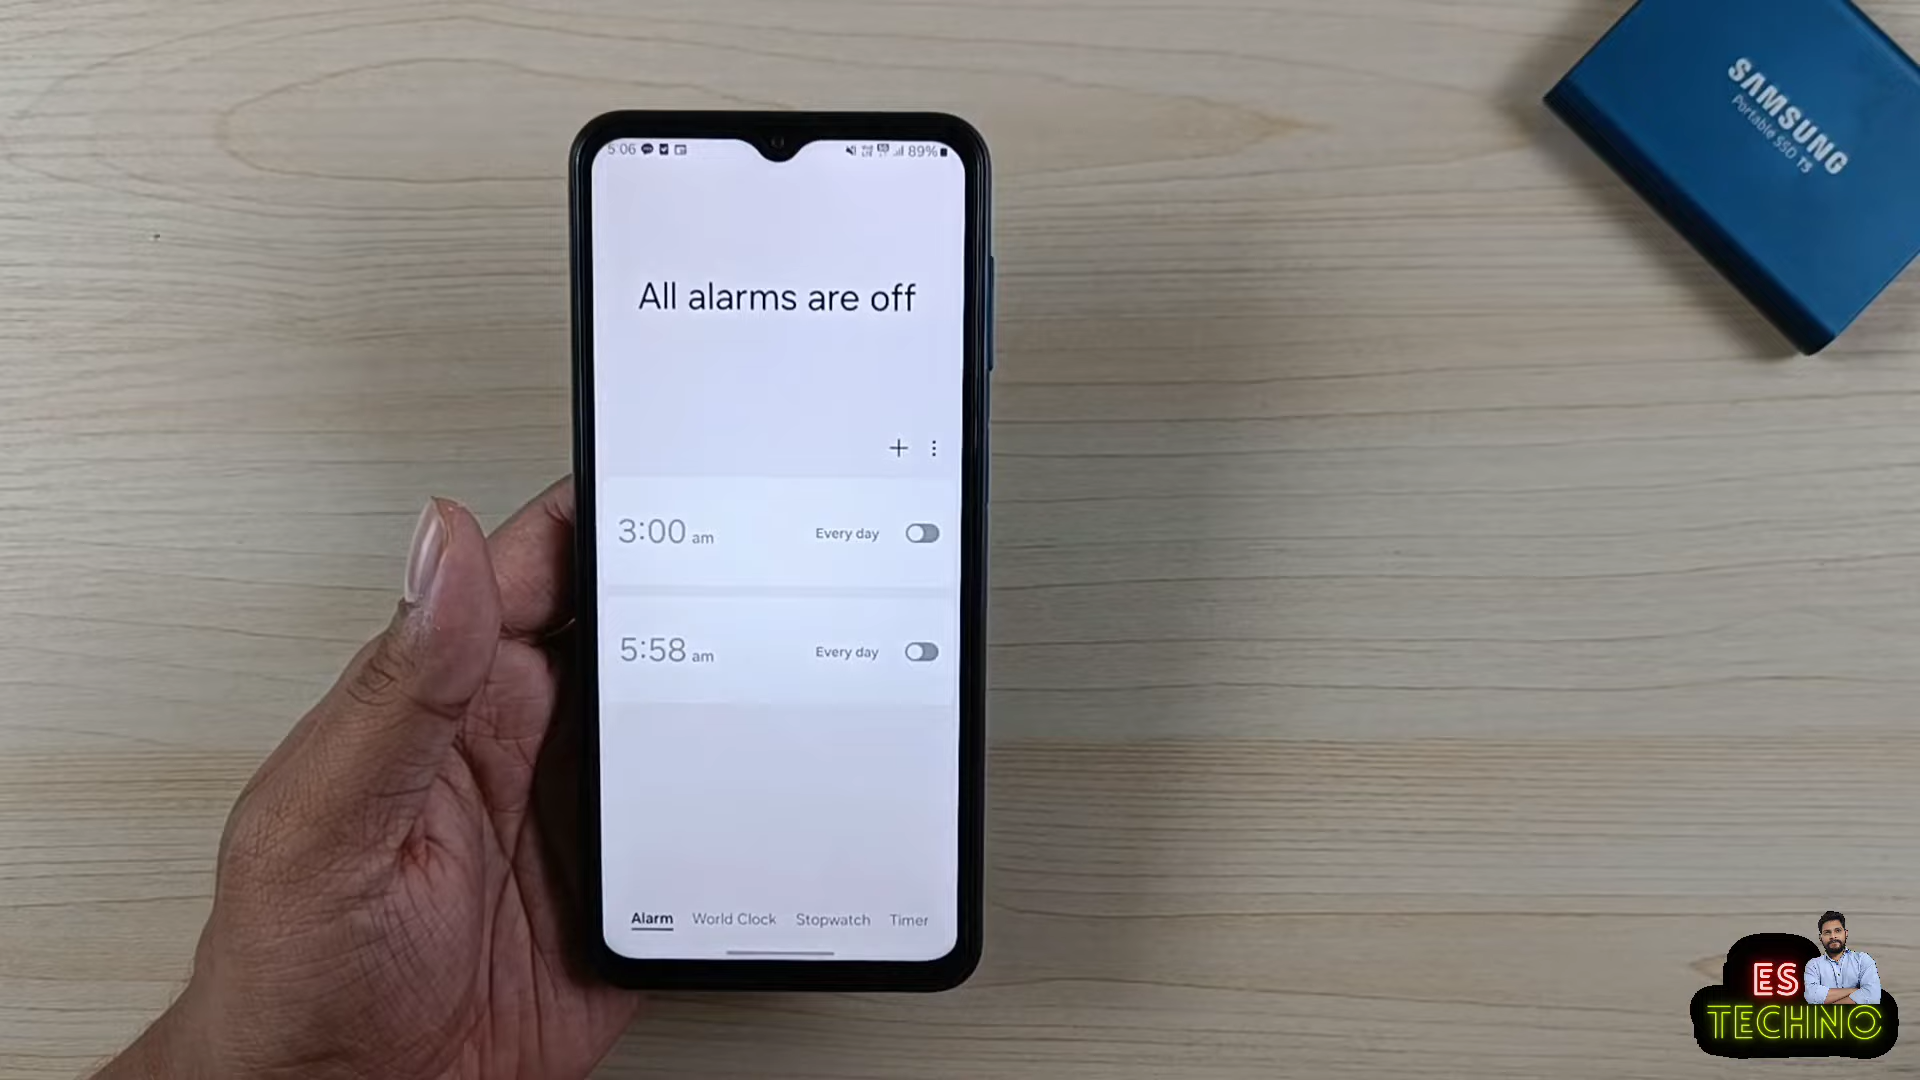 5:06
89%
All alarms are off
3:00 am
Every day
5:58 am
Every day
Alarm
World Clock
Stopwatch
Timer
SAMSUNG
Portable SSD T5
ES
TECHNO